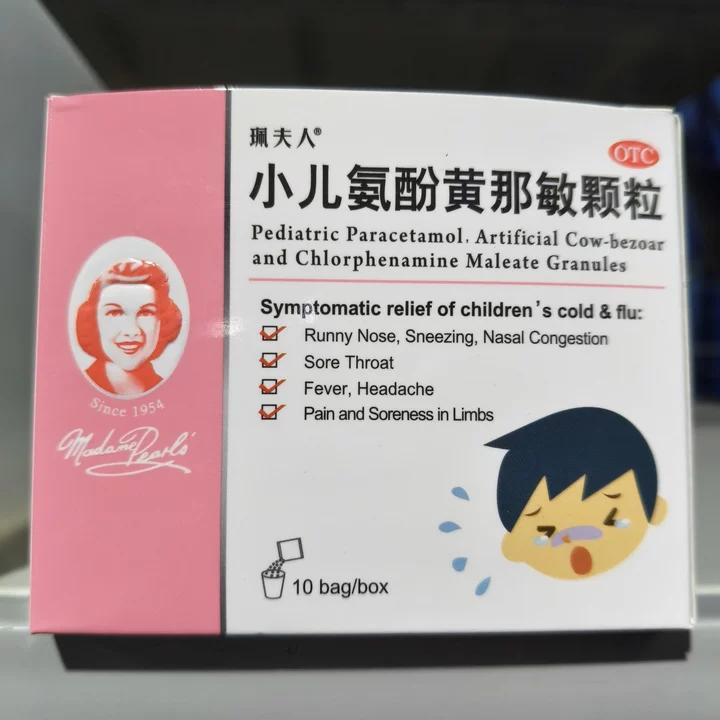 珮夫人®
OTC
小儿氨酚黄那敏颗粒
Pediatric Paracetamol, Artificial Cow-bezoar
and Chlorphenamine Maleate Granules
Symptomatic relief of children's cold & flu:
Runny Nose, Sneezing, Nasal Congestion
Sore Throat
Fever, Headache
Pain and Soreness in Limbs
Since 1954
Madame Pearl's
10 bag/box